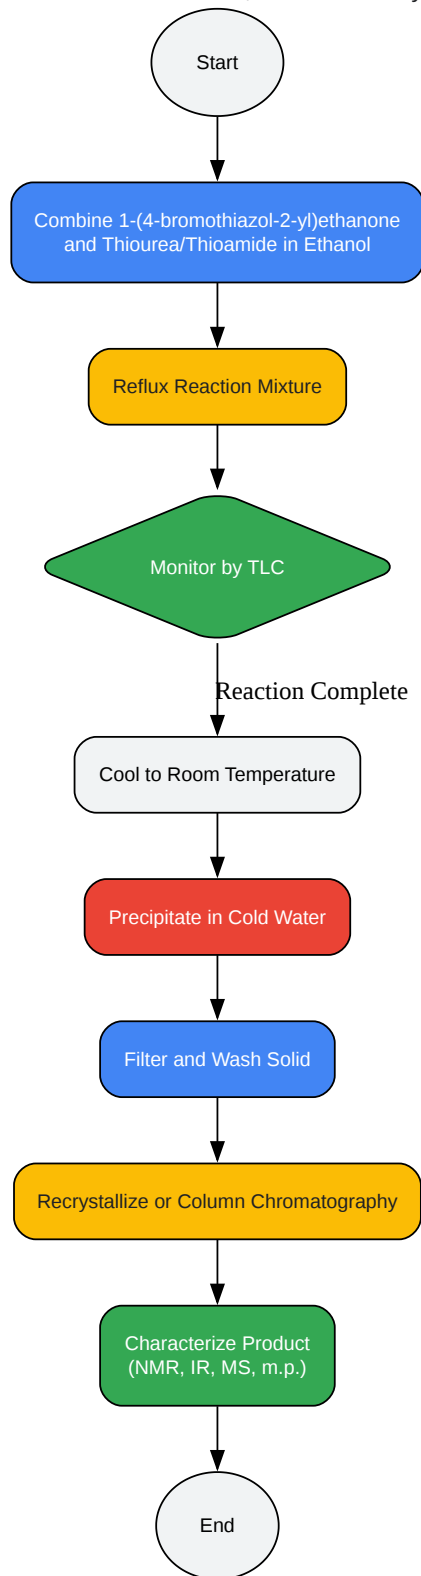 Start
Combine 1-(4-bromothiazol-2-yl)ethanone
and Thiourea/Thioamide in Ethanol
Reflux Reaction Mixture
Monitor by TLC
Reaction Complete
Cool to Room Temperature
Precipitate in Cold Water
Filter and Wash Solid
Recrystallize or Column Chromatography
Characterize Product
(NMR, IR, MS, m.p.)
End